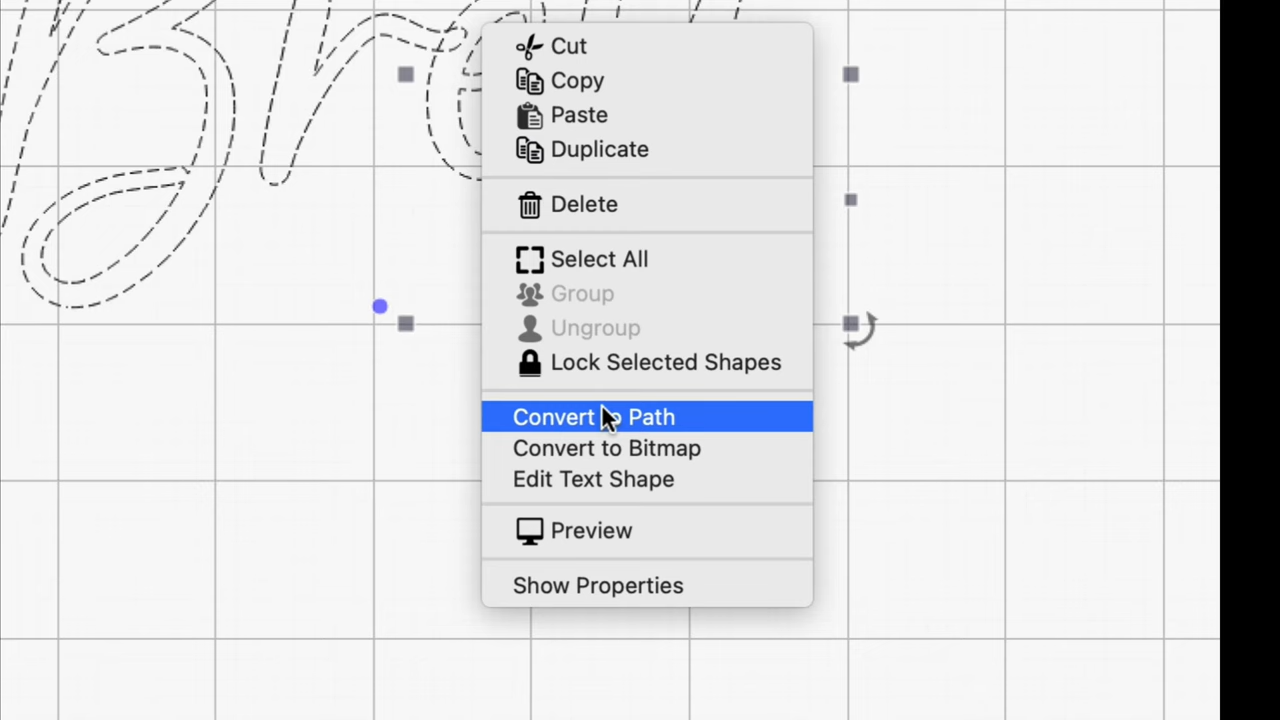 Cut
Copy
Paste
Duplicate
Delete
Select All
Group
Ungroup
Lock Selected Shapes
Convert to Path
Convert to Bitmap
Edit Text Shape
Preview
Show Properties